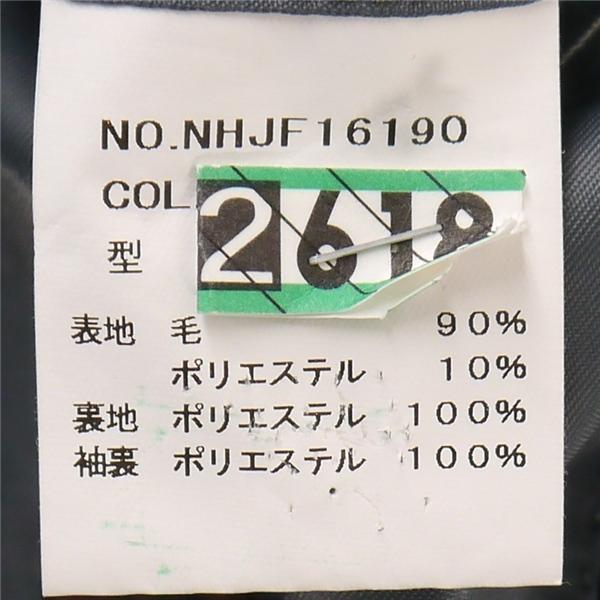 NO.NHJF16190
COL
2618
型
表地 毛 90%
ポリエステル 10%
裏地 ポリエステル 100%
袖裏 ポリエステル 100%